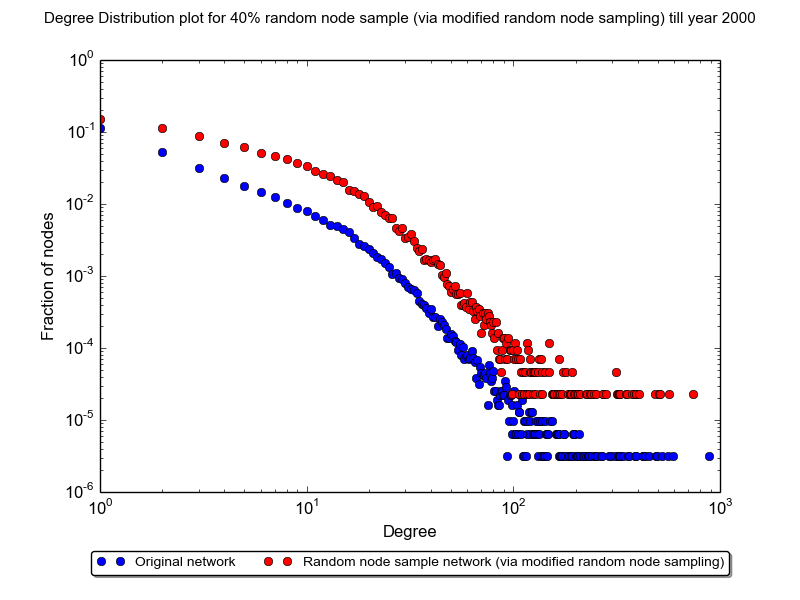 Degree Distribution plot for 40% random node sample (via modified random node sampling) till year 2000
Fraction of nodes
10^0
10^-1
10^-2
10^-3
10^-4
10^-5
10^-6
10^0 10^1 10^2 10^3
Degree
Original network Random node sample network (via modified random node sampling)